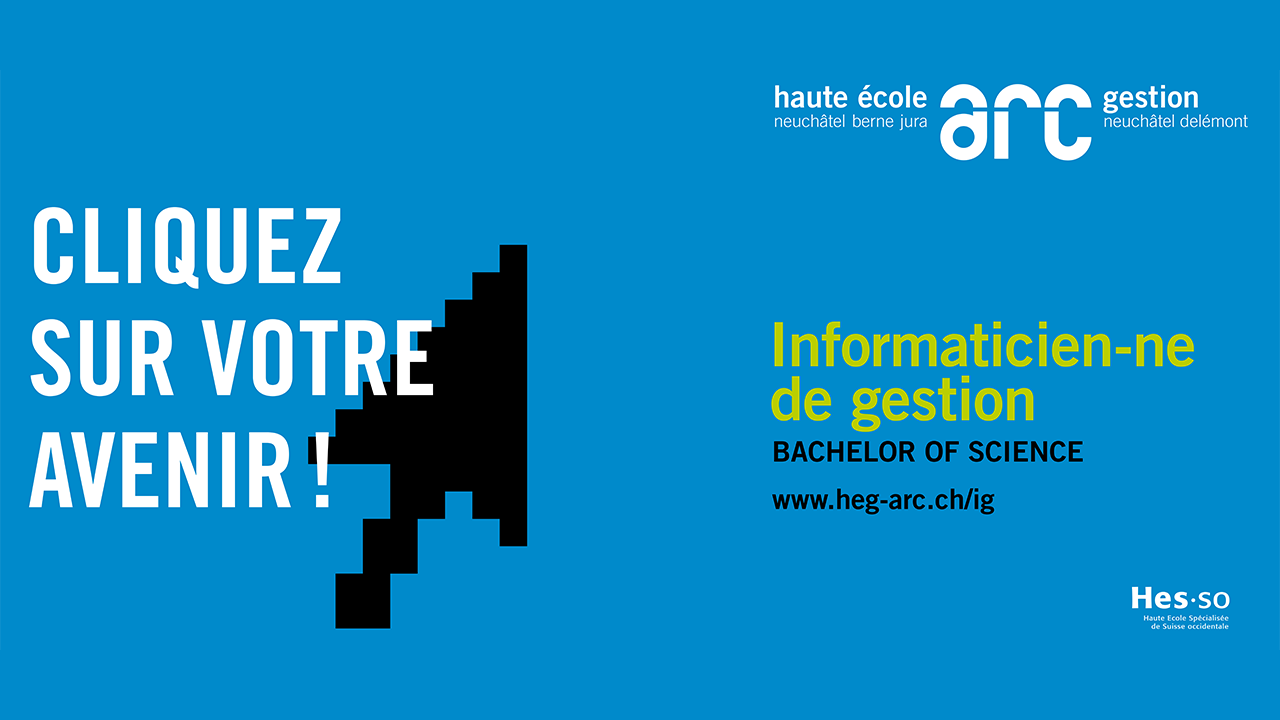 CLIQUEZ
SUR VOTRE
AVENIR !
haute école arc gestion
neuchâtel berne jura neuchâtel delémont
Informaticien-ne
de gestion
BACHELOR OF SCIENCE
www.heg-arc.ch/ig
Hes·so
Haute Ecole Spécialisée
de Suisse occidentale